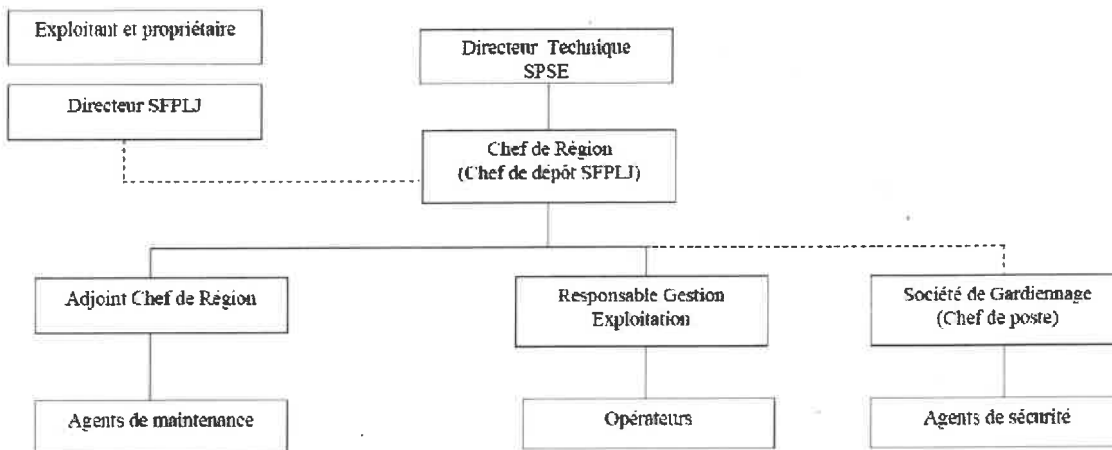 Exploitant et propriétaire
Directeur Technique
SPSE
Directeur SFPLJ
Chef de Région
(Chef de dépôt SFPLJ)
Adjoint Chef de Région
Responsable Gestion
Exploitation
Société de Gardiennage
(Chef de poste)
Agents de maintenance
Opérateurs
Agents de sécurité